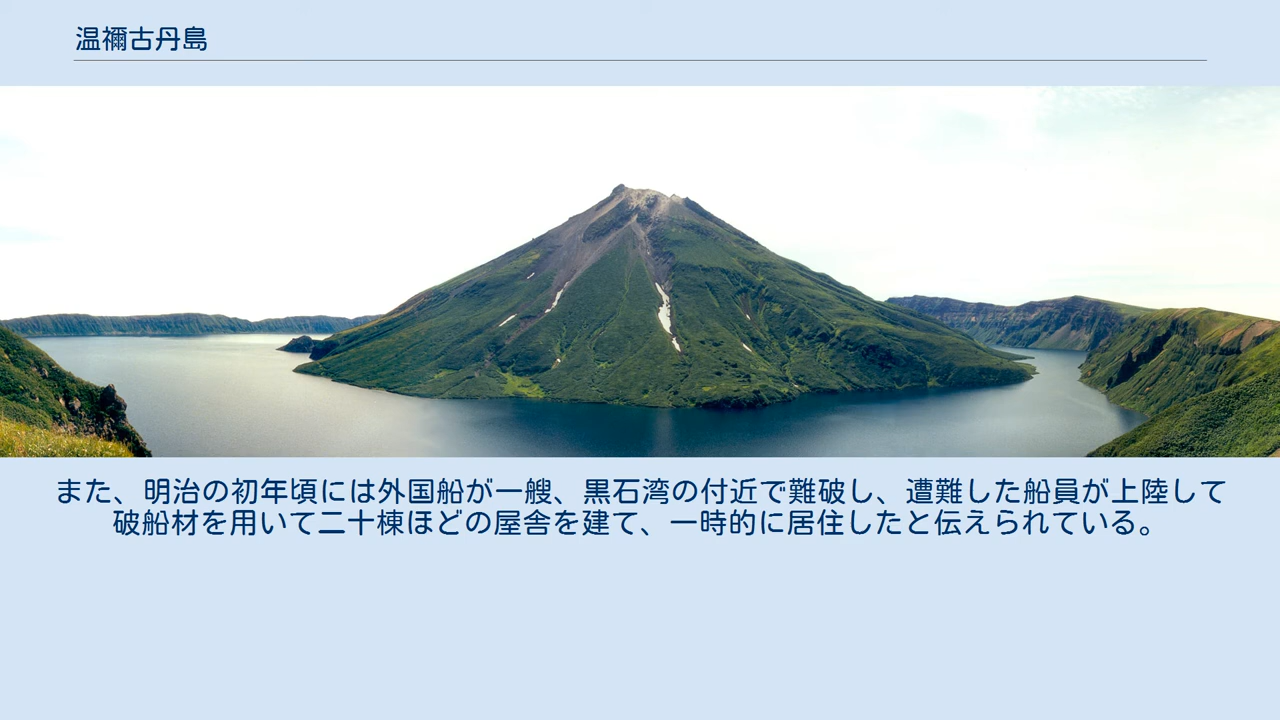 温禰古丹島
また、明治の初年頃には外国船が一艘、黒石湾の付近で難破し、遭難した船員が上陸して
破船材を用いて二十棟ほどの屋舎を建て、一時的に居住したと伝えられている。